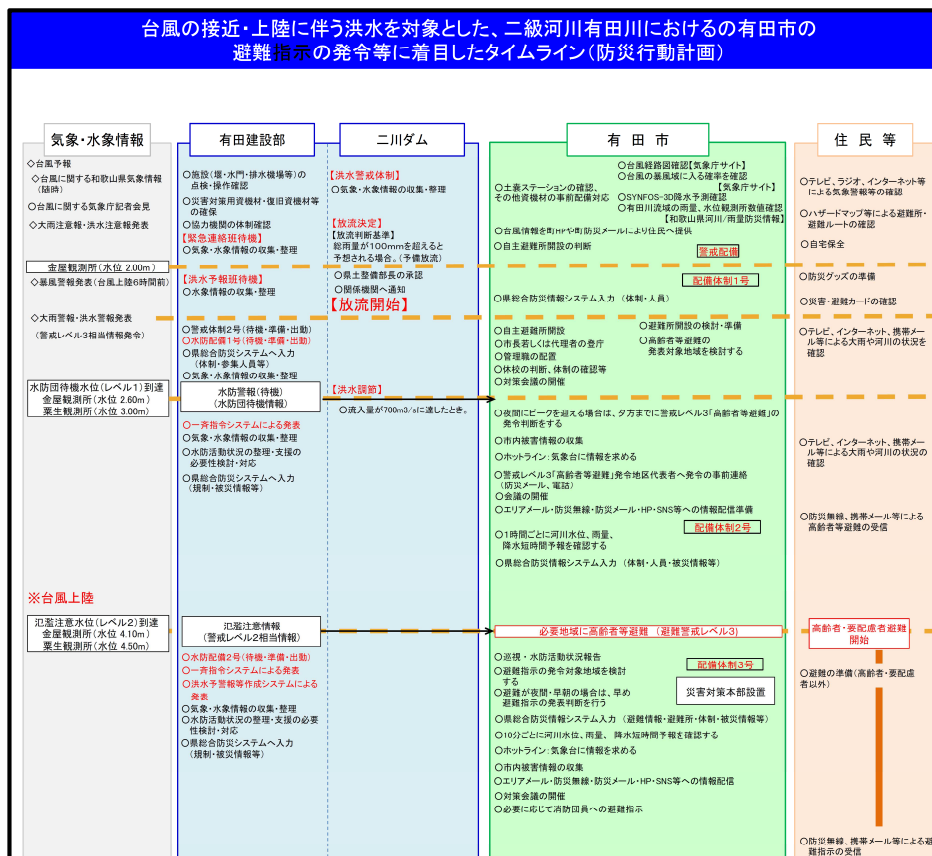 台風の接近・上陸に伴う洪水を対象とした、二級河川有田川におけるの有田市の
避難指示の発令等に着目したタイムライン(防災行動計画)
気象・水象情報
◇台風予報
◇台風に関する和歌山県気象情報
(随時)
◇台風に関する気象庁記者会見
◇大雨注意報・洪水注意報発表
金屋観測所(水位 2.00m)
◇暴風警報発表(台風上陸6時間前)
◇大雨警報・洪水警報発表
(警戒レベル3相当情報発令)
水防団待機水位(レベル1)到達
金屋観測所(水位 2.60m)
粟生観測所(水位 3.00m)
※台風上陸
氾濫注意水位(レベル2)到達
金屋観測所(水位 4.10m)
粟生観測所(水位 4.50m)
有田建設部
○施設(堰・水門・排水機場等)の
点検・操作確認
○災害対策用資機材・復旧資機材等
の確保
○協力機関の体制確認
【緊急連絡班待機】
○気象・水象情報の収集・整理
【洪水予報班待機】
○水象情報の収集・整理
○警戒体制2号(待機・準備・出動)
○水防配備1号(待機・準備・出動)
○県総合防災システムへ入力
(体制・参集人員等)
○気象・水象情報の収集・整理
水防警報(待機)
(水防団待機情報)
○一斉指令システムによる発表
○気象・水象情報の収集・整理
○水防活動状況の整理・支援の
必要性検討・対応
○県総合防災システムへ入力
(規制・被災情報等)
氾濫注意情報
(警戒レベル2相当情報)
○水防配備2号(待機・準備・出動)
○一斉指令システムによる発表
○洪水予警報等作成システムによる
発表
○気象・水象情報の収集・整理
○水防活動状況の整理・支援の必要
性検討・対応
○県総合防災システムへ入力
(規制・被災情報等)
二川ダム
【洪水警戒体制】
○気象・水象情報の収集・整理
【放流決定】
【放流判断基準】
総雨量が100mmを超えると
予想される場合。(予備放流)
○県土整備部長の承認
○関係機関へ通知
【放流開始】
【洪水調節】
○流入量が700m3/sに達したとき。
有田市
○台風経路図確認【気象庁サイト】
○台風の暴風域に入る確率を確認
【気象庁サイト】
○土嚢ステーションの確認、
その他資機材の事前配備対応
○SYNFOS-3D降水予測確認
○有田川流域の雨量、水位観測所数値確認
【和歌山県河川/雨量防災情報】
○台風情報を町HPや町防災メールにより住民へ提供
○自主避難所開設の判断
警戒配備
配備体制1号
○県総合防災情報システム入力 (体制・人員)
○自主避難所開設
○避難所開設の検討・準備
○市長若しくは代理者の登庁
○高齢者等避難の
発表対象地域を検討する
○管理職の配置
○休校の判断、体制の確認等
○対策会議の開催
○夜間にピークを迎える場合は、夕方までに警戒レベル3「高齢者等避難」の
発令判断をする
○市内被害情報の収集
○ホットライン:気象台に情報を求める
○警戒レベル3「高齢者等避難」発令地区代表者へ発令の事前連絡
(防災メール、電話)
○会議の開催
○エリアメール・防災無線・防災メール・HP・SNS等への情報配信準備
配備体制2号
○1時間ごとに河川水位、雨量、
降水短時間予報を確認する
○県総合防災情報システム入力 (体制・人員・被災情報等)
必要地域に高齢者等避難 (避難警戒レベル3)
○巡視・水防活動状況報告
配備体制3号
○避難指示の発令対象地域を検討
する
災害対策本部設置
○避難が夜間・早朝の場合は、早め
避難指示の発表判断を行う
○県総合防災情報システム入力 (避難情報・避難所・体制・被災情報等)
○10分ごとに河川水位、雨量、 降水短時間予報を確認する
○ホットライン:気象台に情報を求める
○市内被害情報の収集
○エリアメール・防災無線・防災メール・HP・SNS等への情報配信
○対策会議の開催
○必要に応じて消防団員への避難指示
住民等
○テレビ、ラジオ、インターネット等
による気象警報等の確認
○ハザードマップ等による避難所・
避難ルートの確認
○自宅保全
○防災グッズの準備
○災害・避難カードの確認
○テレビ、インターネット、携帯メー
ル等による大雨や河川の状況を
確認
○テレビ、インターネット、携帯メー
ル等による大雨や河川の状況の
確認
○防災無線、携帯メール等による
高齢者等避難の受信
高齢者・要配慮者避難
開始
○避難の準備(高齢者・要配慮
者以外)
○防災無線、携帯メール等による避
難指示の受信